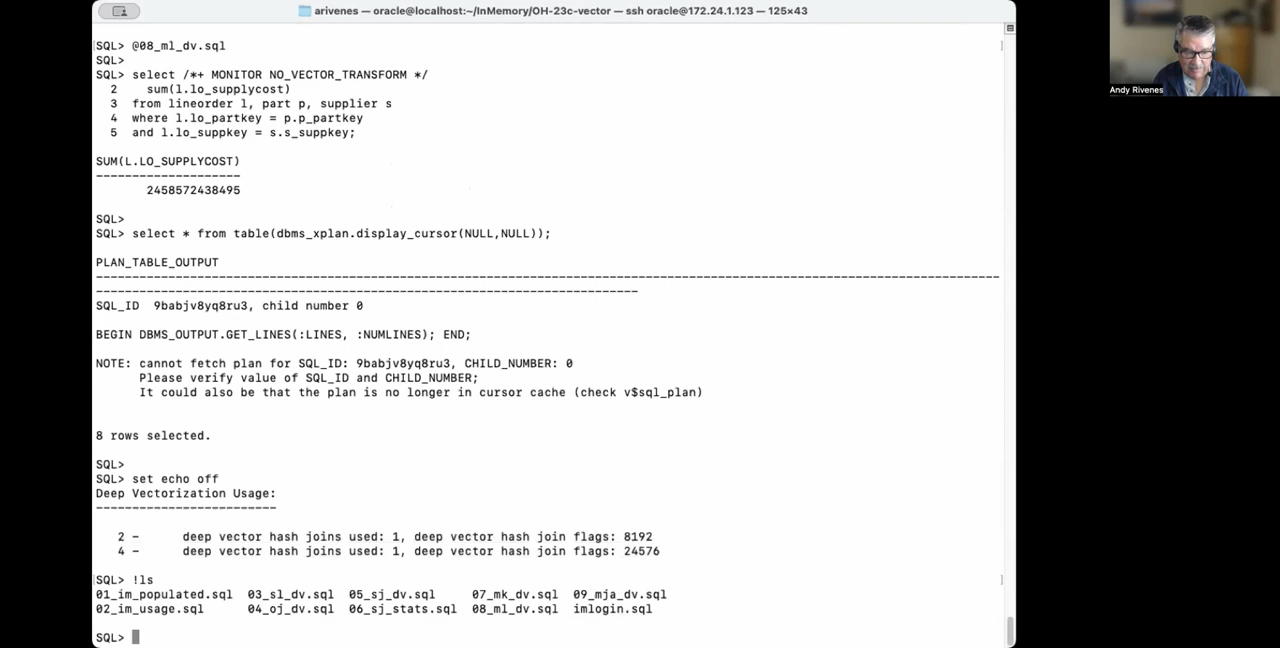 arivenes — oracle@localhost:~/InMemory/OH-23c-vector — ssh oracle@172.24.1.123 — 125×43
SQL> @08_ml_dv.sql
SQL>
SQL> select /*+ MONITOR NO_VECTOR_TRANSFORM */
2 sum(l.lo_supplycost)
3 from lineorder l, part p, supplier s
4 where l.lo_partkey = p.p_partkey
5 and l.lo_suppkey = s.s_suppkey;
SUM(L.LO_SUPPLYCOST)
--------------------
2458572438495
SQL>
SQL> select * from table(dbms_xplan.display_cursor(NULL,NULL));
PLAN_TABLE_OUTPUT
-----------------------------------------------------------------------------------------------------------------------------
---------------------------------------------------------------------------
SQL_ID 9babjv8yq8ru3, child number 0
BEGIN DBMS_OUTPUT.GET_LINES(:LINES, :NUMLINES); END;
NOTE: cannot fetch plan for SQL_ID: 9babjv8yq8ru3, CHILD_NUMBER: 0
Please verify value of SQL_ID and CHILD_NUMBER;
It could also be that the plan is no longer in cursor cache (check v$sql_plan)
8 rows selected.
SQL>
SQL> set echo off
Deep Vectorization Usage:
-------------------------
2 - deep vector hash joins used: 1, deep vector hash join flags: 8192
4 - deep vector hash joins used: 1, deep vector hash join flags: 24576
SQL> !ls
01_im_populated.sql 03_sl_dv.sql 05_sj_dv.sql 07_mk_dv.sql 09_mja_dv.sql
02_im_usage.sql 04_oj_dv.sql 06_sj_stats.sql 08_ml_dv.sql imlogin.sql
SQL>
Andy Rivenes